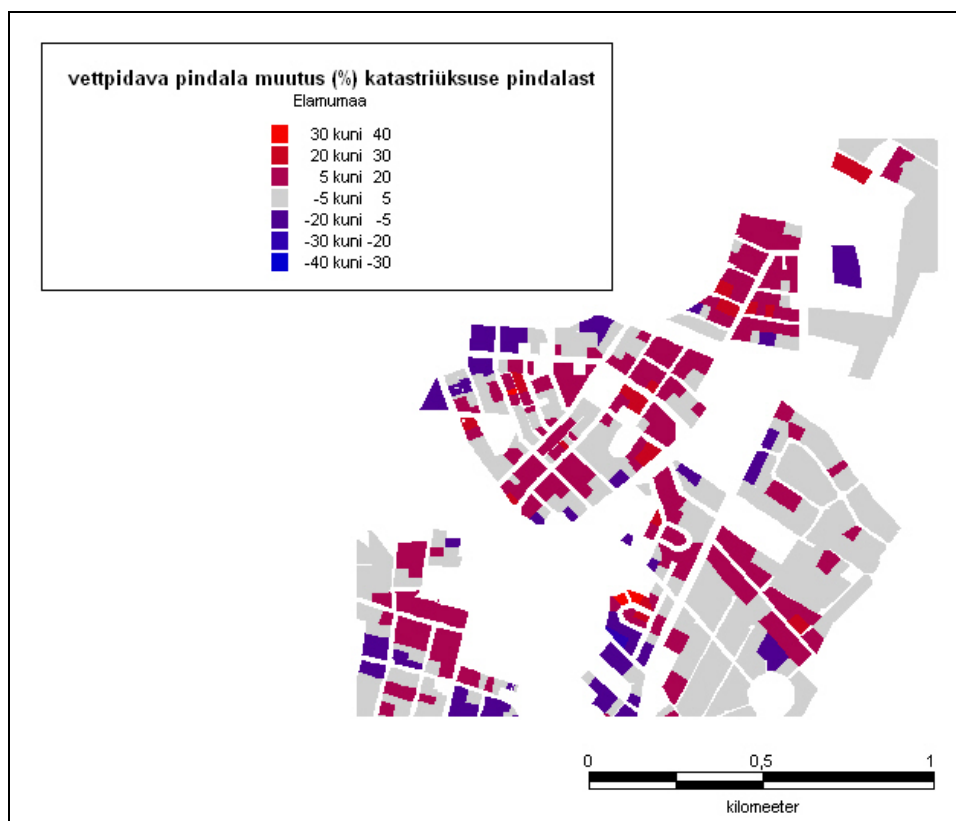 vettpidava pindala muutus (%) katastriüksuse pindalast
Elamumaa
30 kuni 40
20 kuni 30
5 kuni 20
-5 kuni 5
-20 kuni -5
-30 kuni -20
-40 kuni -30
0 0,5 1
kilomeeter